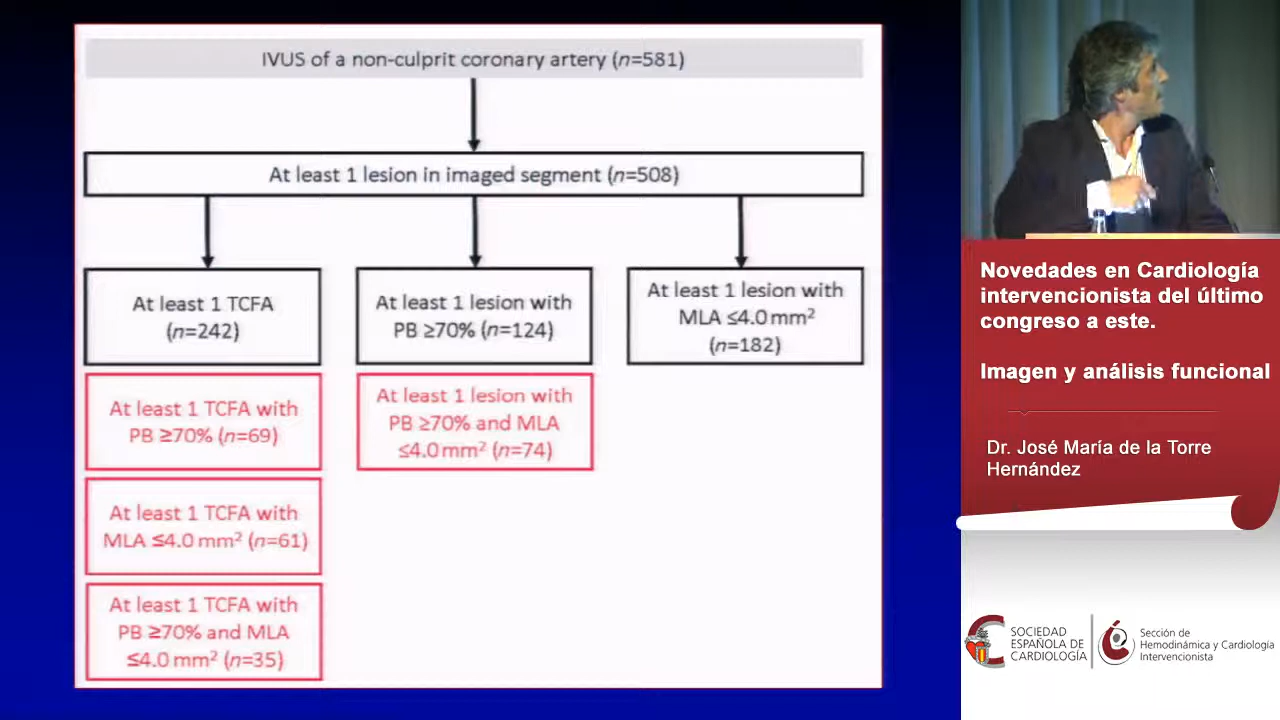 IVUS of a non-culprit coronary artery (n=581)
At least 1 lesion in imaged segment (n=508)
At least 1 TCFA
(n=242)
At least 1 lesion with
PB ≥70% (n=124)
At least 1 lesion with
MLA ≤4.0 mm²
(n=182)
At least 1 TCFA with
PB ≥70% (n=69)
At least 1 lesion with
PB ≥70% and MLA
≤4.0 mm² (n=74)
At least 1 TCFA with
MLA ≤4.0 mm² (n=61)
At least 1 TCFA with
PB ≥70% and MLA
≤4.0 mm² (n=35)
Novedades en Cardiología
intervencionista del último
congreso a este.
Imagen y análisis funcional
Dr. José María de la Torre
Hernández
SOCIEDAD
ESPAÑOLA DE
CARDIOLOGÍA
Sección de
Hemodinámica y Cardiología
Intervencionista